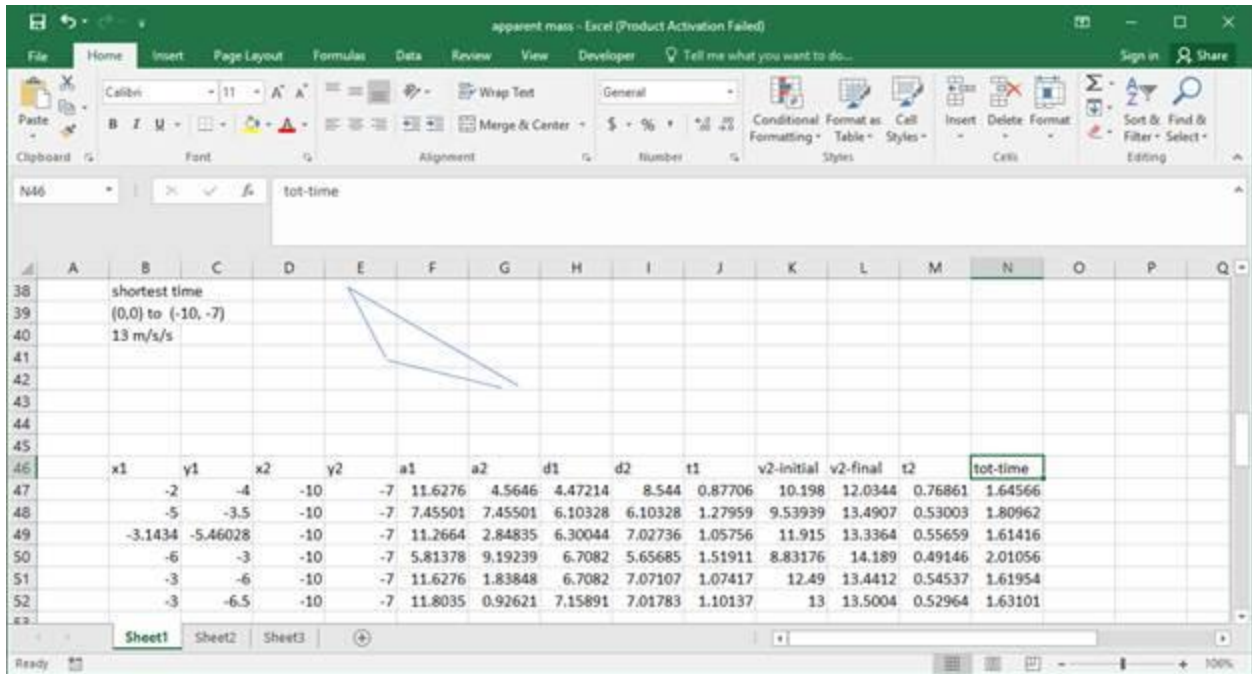 apparent mass - Excel (Product Activation Failed)
File Home Insert Page Layout Formulas Data Review View Developer Tell me what you want to do... Sign in Share
Calibri 11 A A Wrap Text General
Paste B I U Merge & Center $ % Conditional Formatting Format as Table Cell Styles Insert Delete Format Sort & Filter Find & Select
Clipboard Font Alignment Number Styles Cells Editing
N46 fx tot-time
A B C D E F G H I J K L M N O P Q
38 shortest time
39 (0,0) to (-10, -7)
40 13 m/s/s
41
42
43
44
45
46 x1 y1 x2 y2 a1 a2 d1 d2 t1 v2-initial v2-final t2 tot-time
47 -2 -4 -10 -7 11.6276 4.5646 4.47214 8.544 0.87706 10.198 12.0344 0.76861 1.64566
48 -5 -3.5 -10 -7 7.45501 7.45501 6.10328 6.10328 1.27959 9.53939 13.4907 0.53003 1.80962
49 -3.1434 -5.46028 -10 -7 11.2664 2.84835 6.30044 7.02736 1.05756 11.915 13.3364 0.55659 1.61416
50 -6 -3 -10 -7 5.81378 9.19239 6.7082 5.65685 1.51911 8.83176 14.189 0.49146 2.01056
51 -3 -6 -10 -7 11.6276 1.83848 6.7082 7.07107 1.07417 12.49 13.4412 0.54537 1.61954
52 -3 -6.5 -10 -7 11.8035 0.92621 7.15891 7.01783 1.10137 13 13.5004 0.52964 1.63101
53
Sheet1 Sheet2 Sheet3
Ready 100%